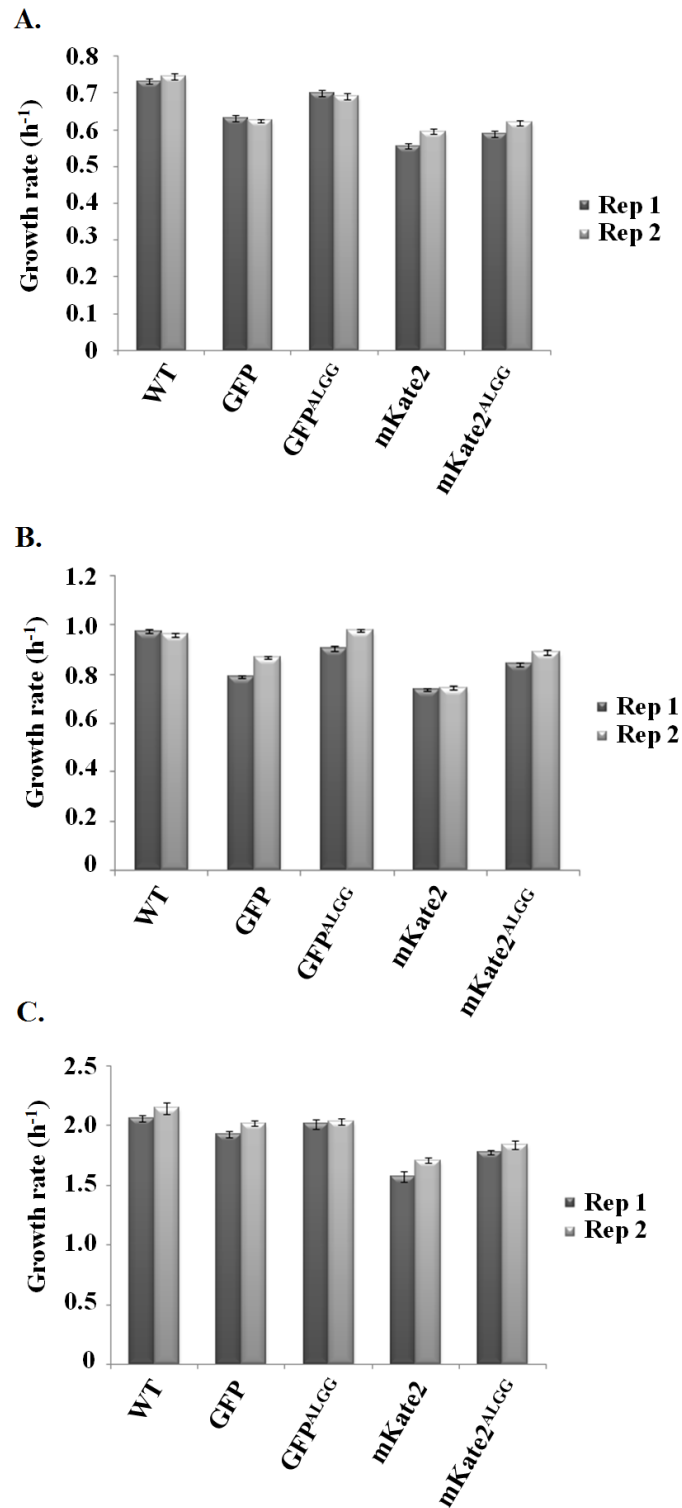 A.
Growth rate (h-1)
0.8
0.7
0.6
0.5
0.4
0.3
0.2
0.1
0
WT
GFP
GFPALGG
mKate2
mKate2ALGG
Rep 1
Rep 2
B.
Growth rate (h-1)
1.2
1.0
0.8
0.6
0.4
0.2
0
WT
GFP
GFPALGG
mKate2
mKate2ALGG
Rep 1
Rep 2
C.
Growth rate (h-1)
2.5
2.0
1.5
1.0
0.5
0
WT
GFP
GFPALGG
mKate2
mKate2ALGG
Rep 1
Rep 2